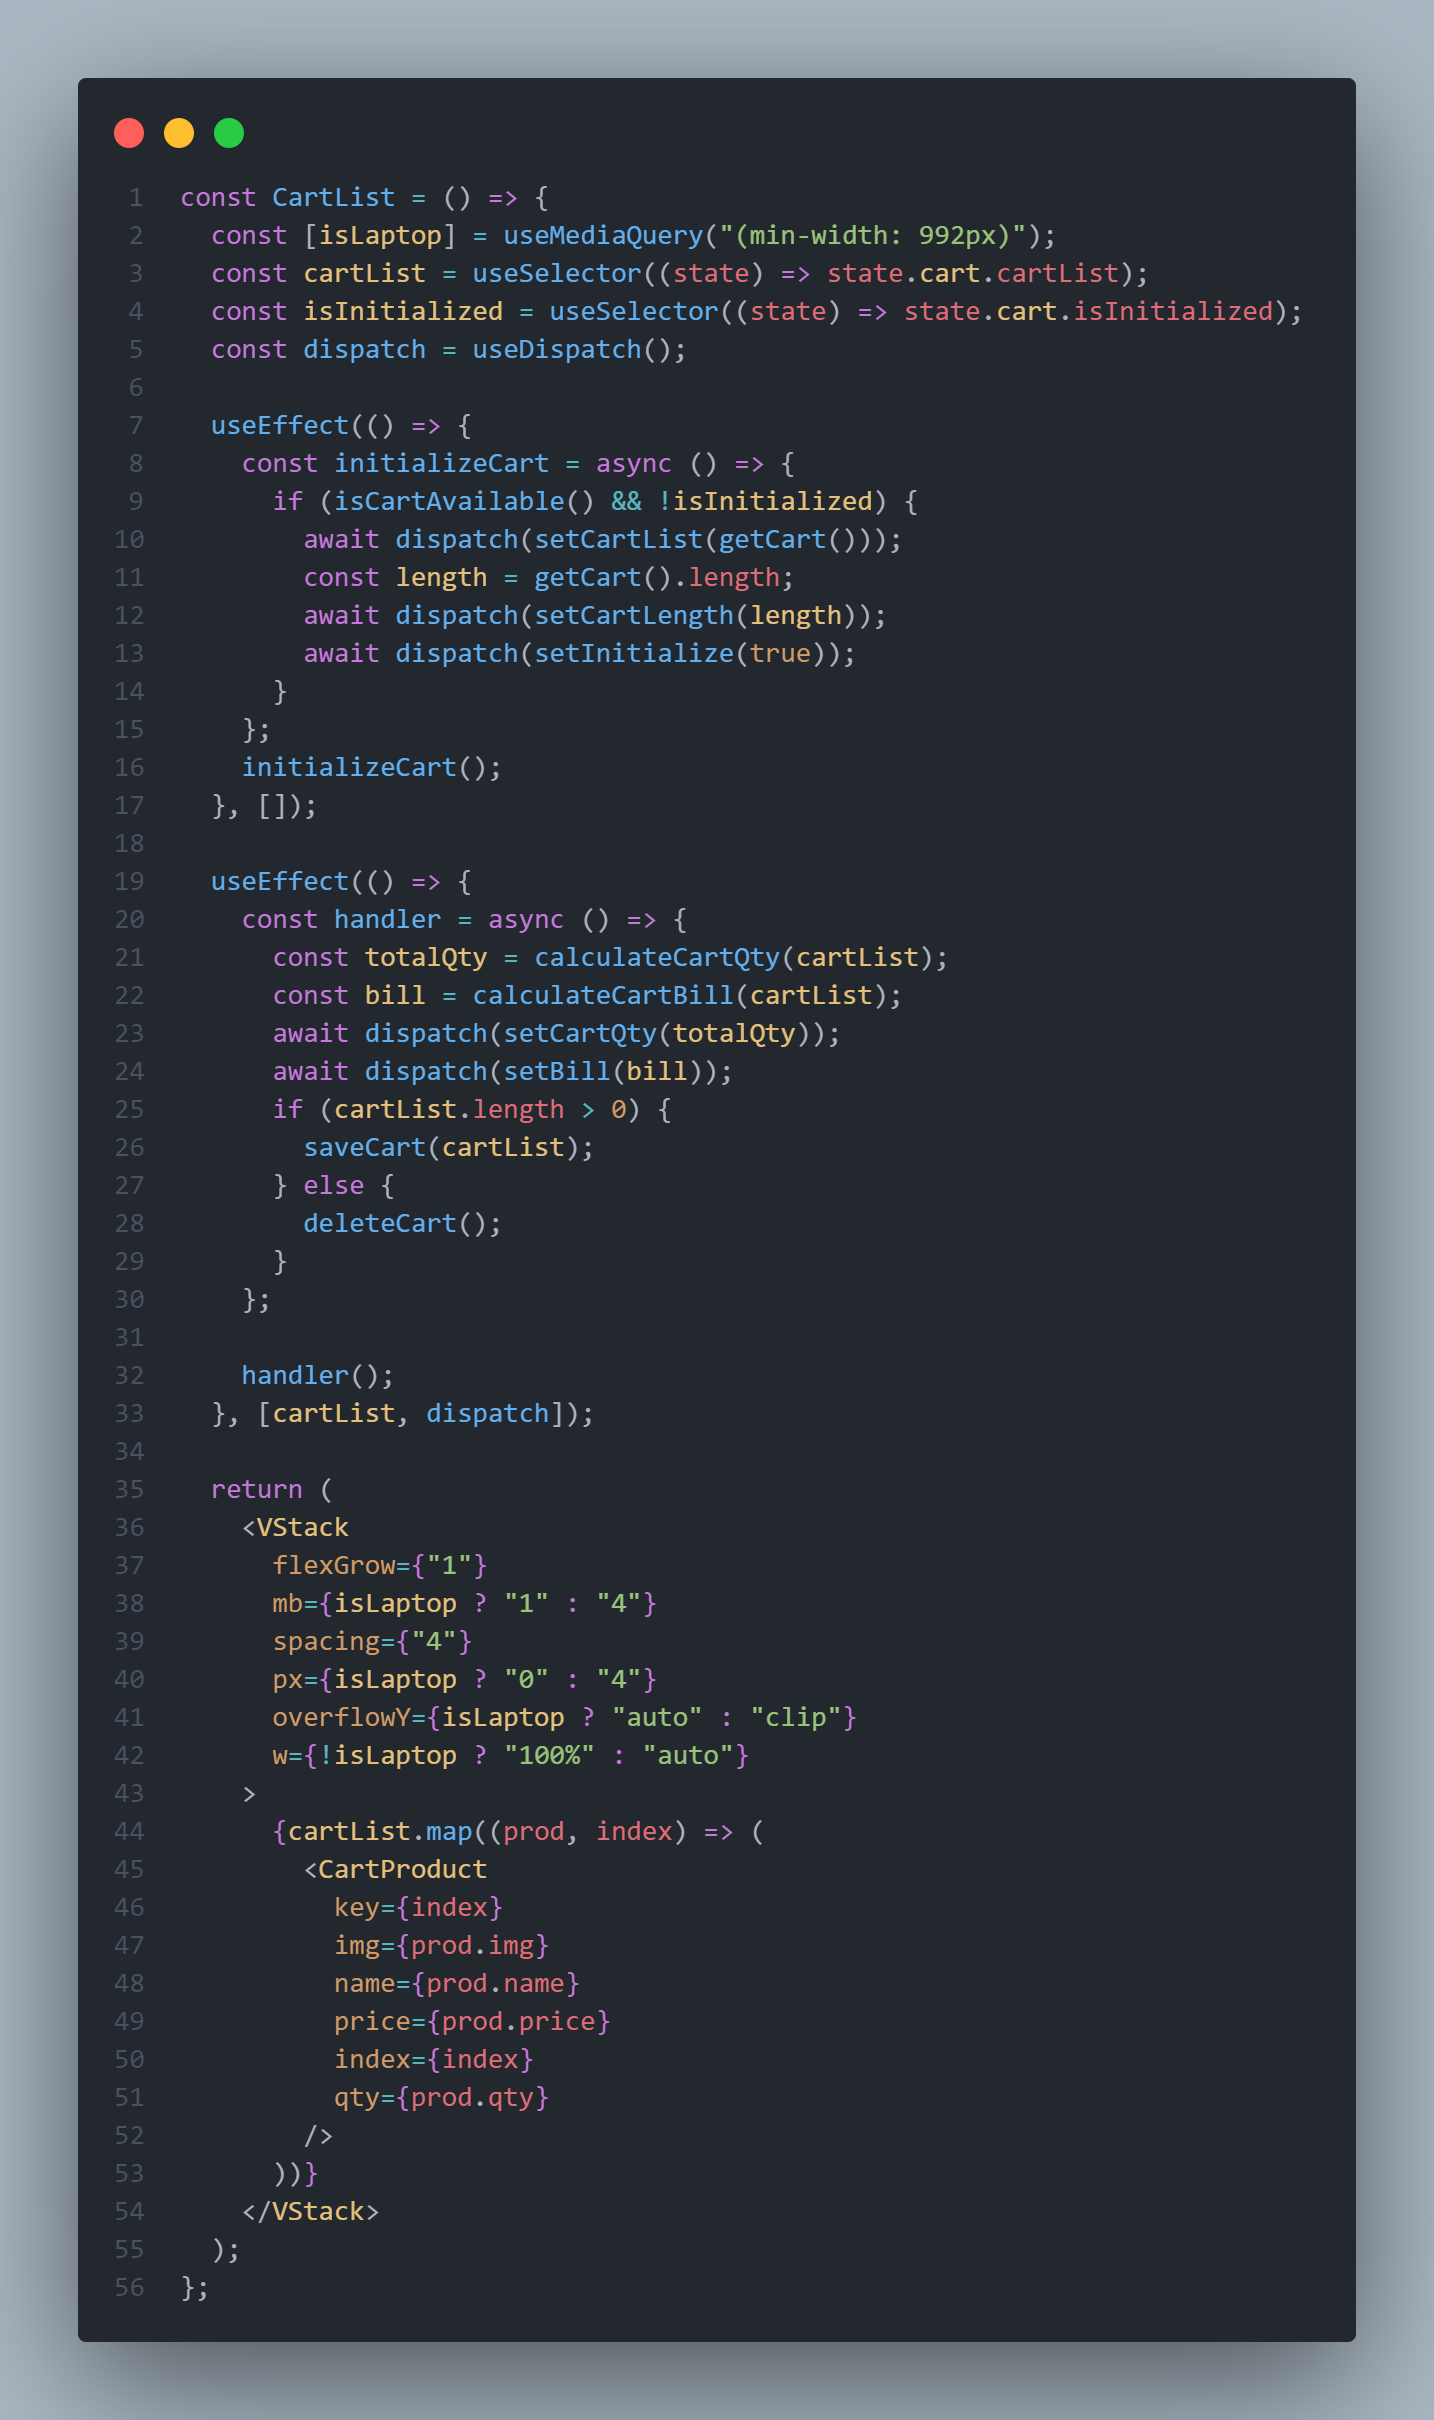 1 const CartList = () => {
2   const [isLaptop] = useMediaQuery("(min-width: 992px)");
3   const cartList = useSelector((state) => state.cart.cartList);
4   const isInitialized = useSelector((state) => state.cart.isInitialized);
5   const dispatch = useDispatch();
6
7   useEffect(() => {
8     const initializeCart = async () => {
9       if (isCartAvailable() && !isInitialized) {
10         await dispatch(setCartList(getCart()));
11         const length = getCart().length;
12         await dispatch(setCartLength(length));
13         await dispatch(setInitialize(true));
14       }
15     };
16     initializeCart();
17   }, []);
18
19   useEffect(() => {
20     const handler = async () => {
21       const totalQty = calculateCartQty(cartList);
22       const bill = calculateCartBill(cartList);
23       await dispatch(setCartQty(totalQty));
24       await dispatch(setBill(bill));
25       if (cartList.length > 0) {
26         saveCart(cartList);
27       } else {
28         deleteCart();
29       }
30     };
31
32     handler();
33   }, [cartList, dispatch]);
34
35   return (
36     <VStack
37       flexGrow={"1"}
38       mb={isLaptop ? "1" : "4"}
39       spacing={"4"}
40       px={isLaptop ? "0" : "4"}
41       overflowY={isLaptop ? "auto" : "clip"}
42       w={!isLaptop ? "100%" : "auto"}
43     >
44       {cartList.map((prod, index) => (
45         <CartProduct
46           key={index}
47           img={prod.img}
48           name={prod.name}
49           price={prod.price}
50           index={index}
51           qty={prod.qty}
52         />
53       ))}
54     </VStack>
55   );
56 };